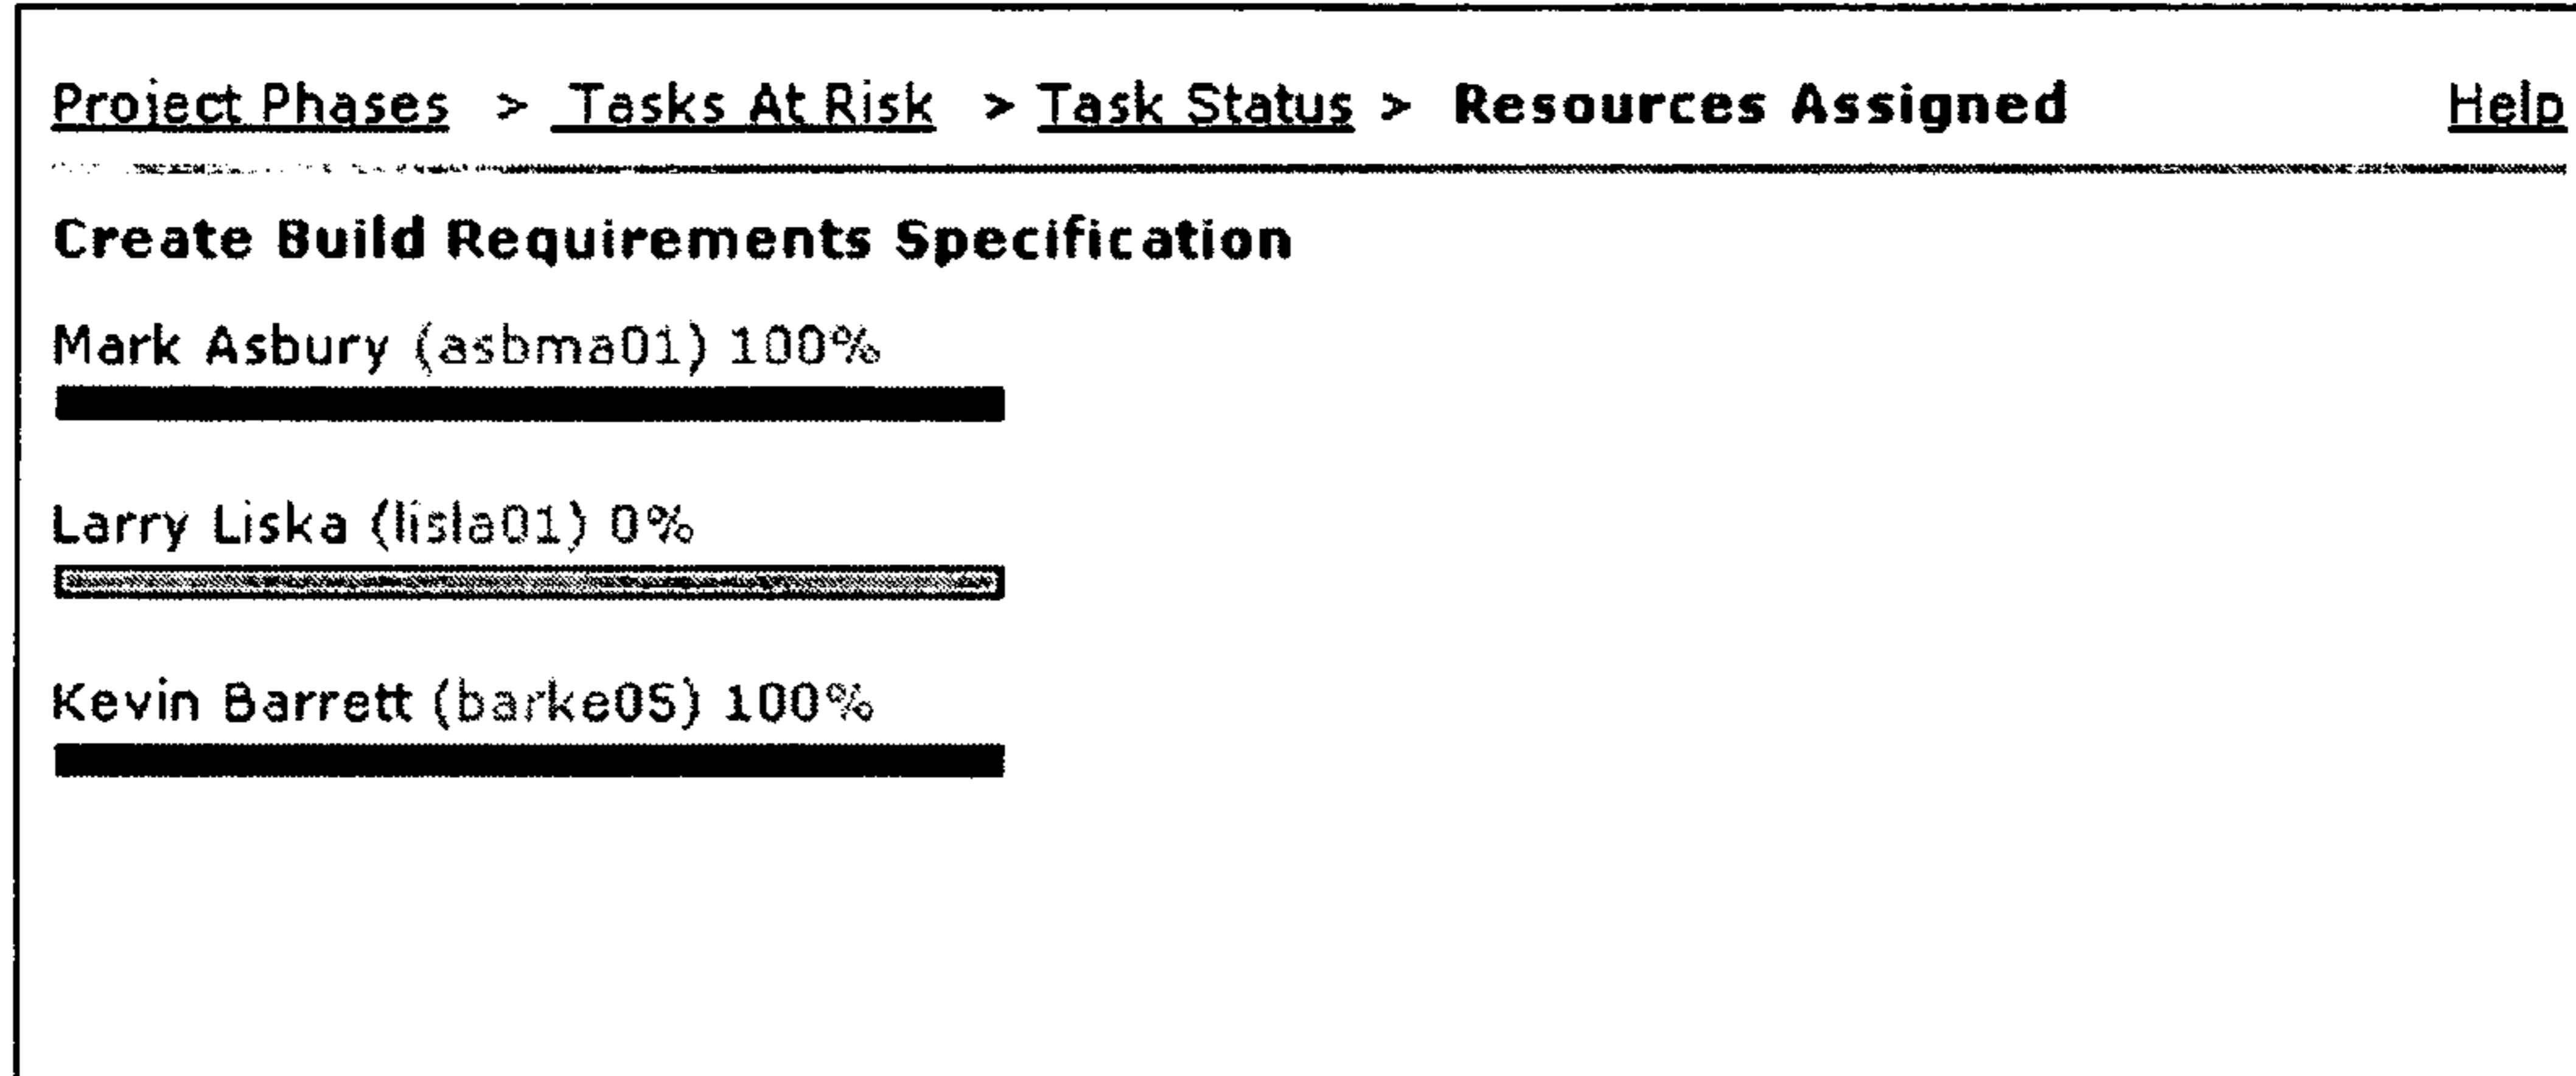 Project Phases > Tasks At Risk > Task Status > Resources Assigned Help
Create Build Requirements Specification
Mark Asbury (asbma01) 100%
Larry Liska (lisla01) 0%
Kevin Barrett (barke05) 100%